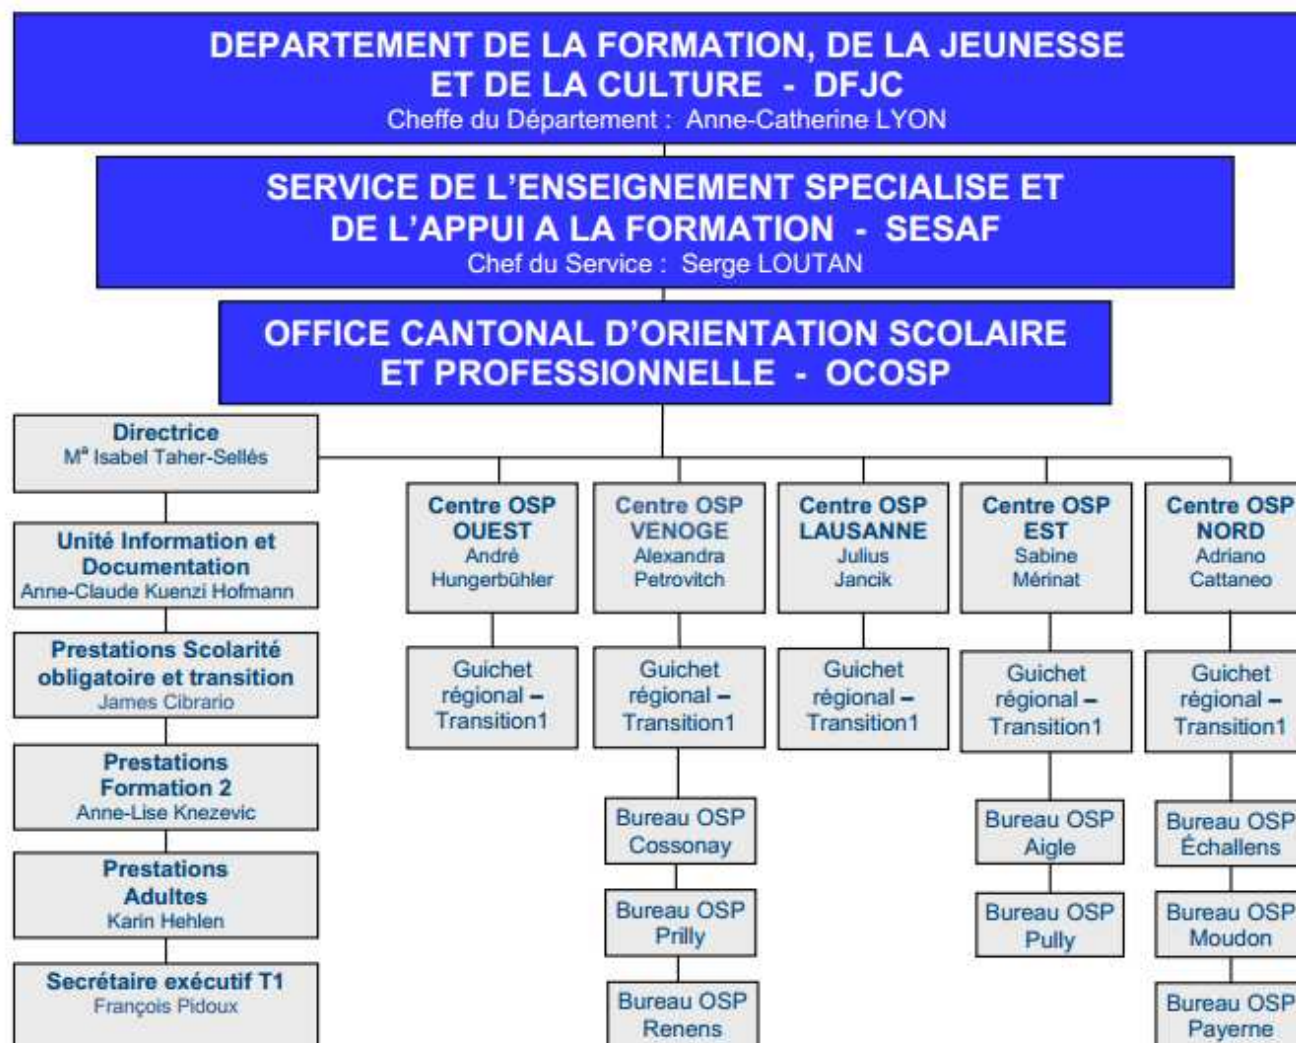 DEPARTEMENT DE LA FORMATION, DE LA JEUNESSE
ET DE LA CULTURE - DFJC
Cheffe du Département : Anne-Catherine LYON
SERVICE DE L'ENSEIGNEMENT SPECIALISE ET
DE L'APPUI A LA FORMATION - SESAF
Chef du Service : Serge LOUTAN
OFFICE CANTONAL D'ORIENTATION SCOLAIRE
ET PROFESSIONNELLE - OCOSP
Directrice
Mª Isabel Taher-Sellés
Unité Information et
Documentation
Anne-Claude Kuenzi Hofmann
Prestations Scolarité
obligatoire et transition
James Cibrario
Prestations
Formation 2
Anne-Lise Knezevic
Prestations
Adultes
Karin Hehlen
Secrétaire exécutif T1
François Pidoux
Centre OSP
OUEST
André
Hungerbühler
Guichet
régional –
Transition1
Centre OSP
VENOGE
Alexandra
Petrovitch
Guichet
régional –
Transition1
Bureau OSP
Cossonay
Bureau OSP
Prilly
Bureau OSP
Renens
Centre OSP
LAUSANNE
Julius
Jancik
Guichet
régional –
Transition1
Centre OSP
EST
Sabine
Mérinat
Guichet
régional –
Transition1
Bureau OSP
Aigle
Bureau OSP
Pully
Centre OSP
NORD
Adriano
Cattaneo
Guichet
régional –
Transition1
Bureau OSP
Échallens
Bureau OSP
Moudon
Bureau OSP
Payerne